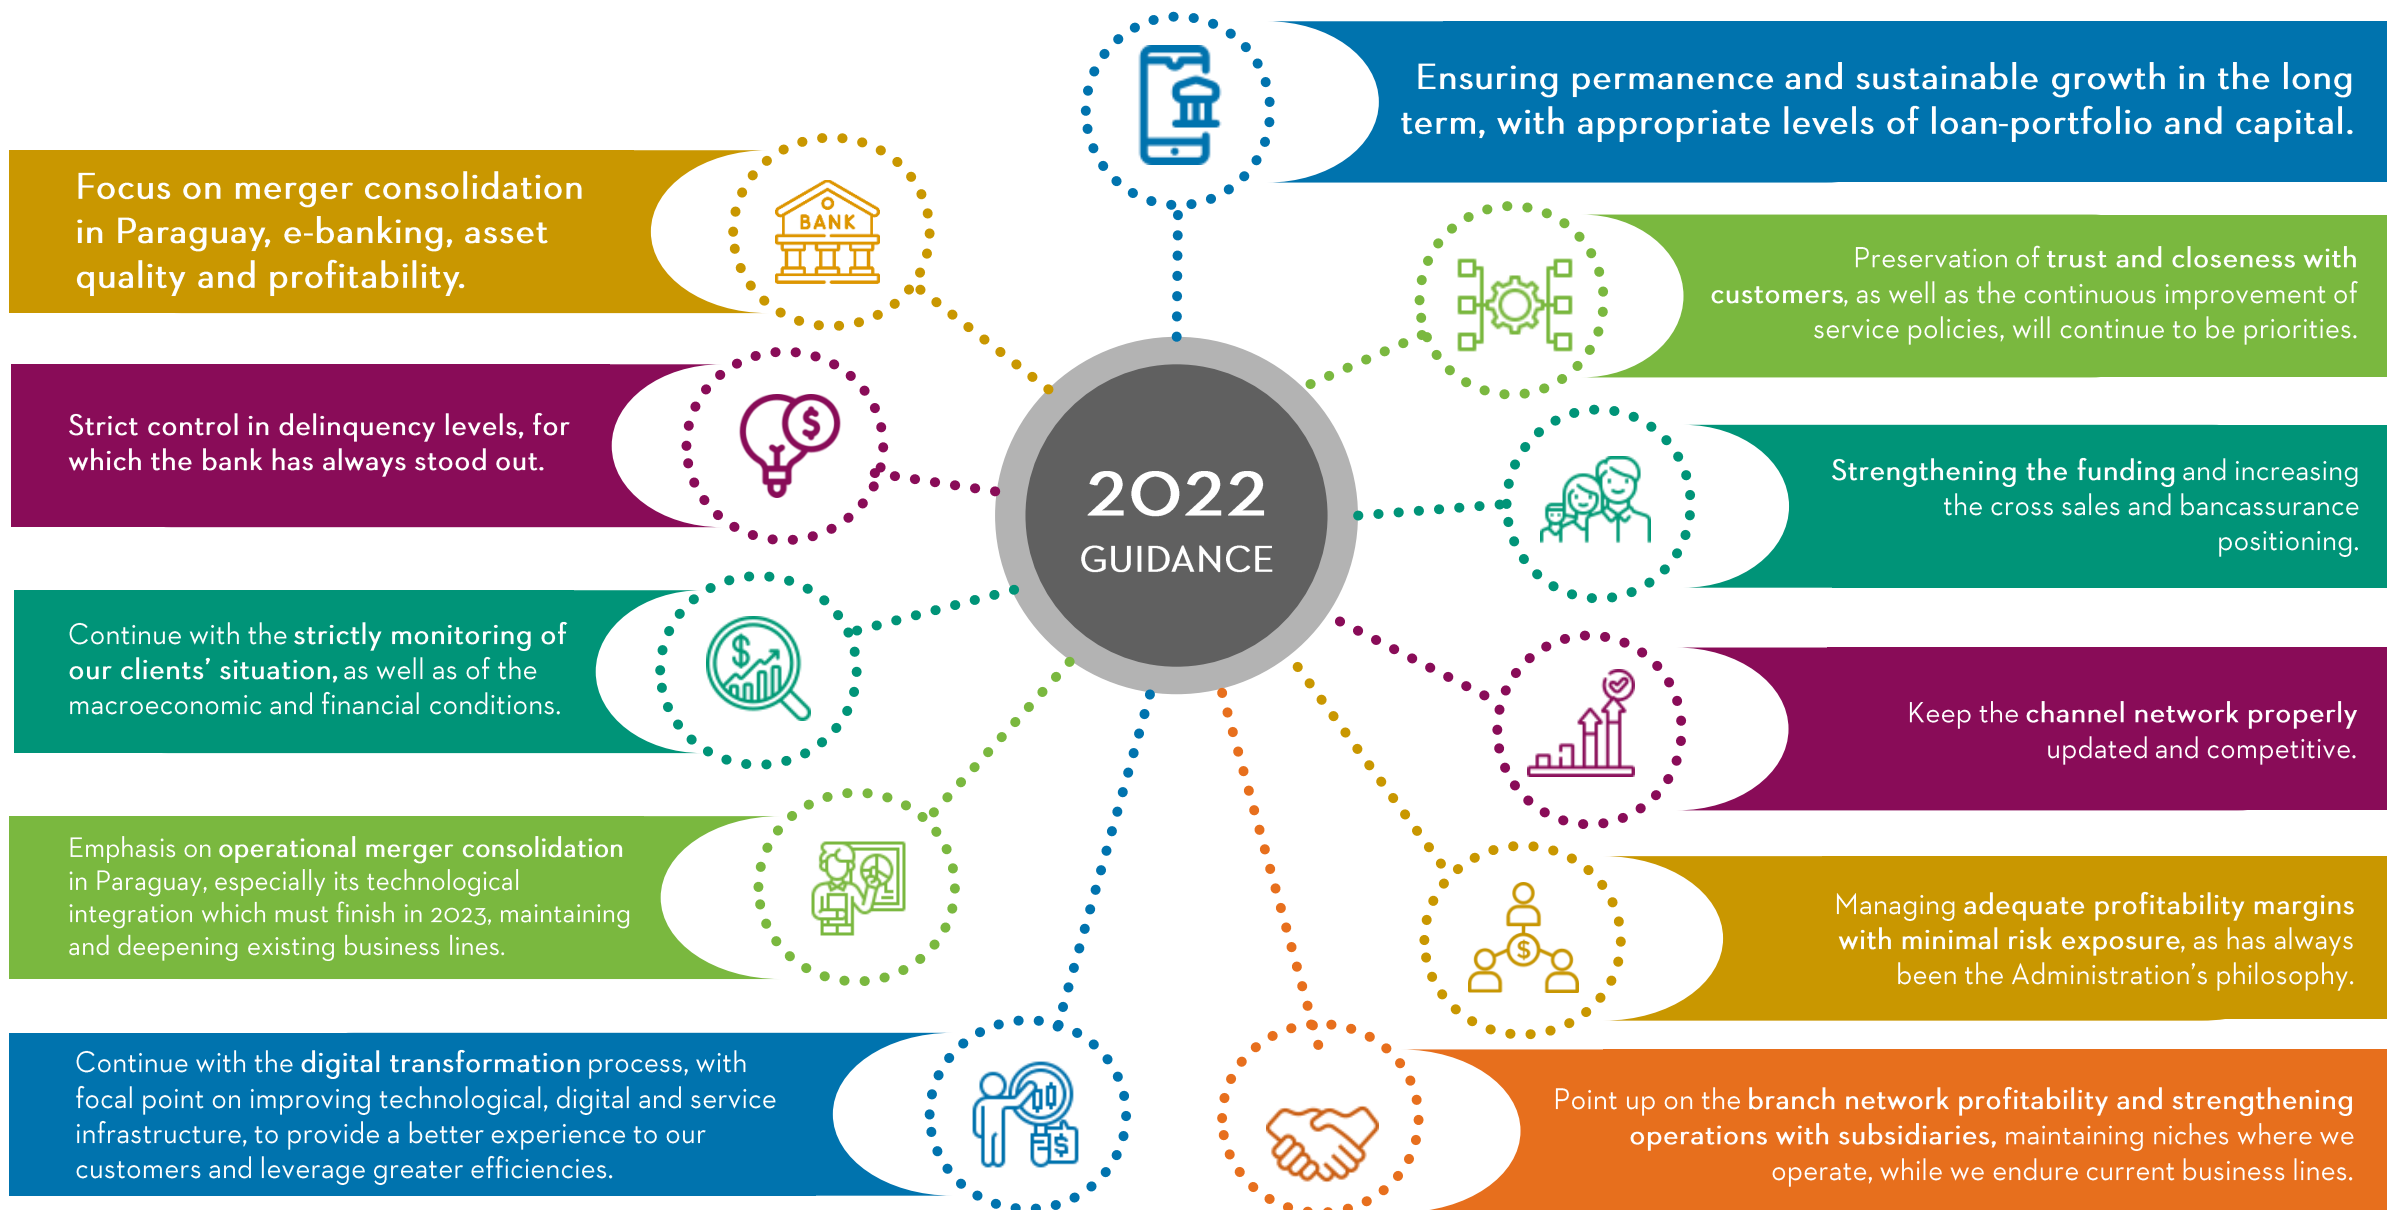 Ensuring permanence and sustainable growth in the long
term, with appropriate levels of loan-portfolio and capital.
Focus on merger consolidation
in Paraguay, e-banking, asset
quality and profitability.
BANK
Preservation of trust and closeness with
customers, as well as the continuous improvement of
service policies, will continue to be priorities.
Strict control in delinquency levels, for
which the bank has always stood out.
$
2022
GUIDANCE
Strengthening the funding and increasing
the cross sales and bancassurance
positioning.
Continue with the strictly monitoring of
our clients’ situation, as well as of the
macroeconomic and financial conditions.
$
Keep the channel network properly
updated and competitive.
Emphasis on operational merger consolidation
in Paraguay, especially its technological
integration which must finish in 2023, maintaining
and deepening existing business lines.
Managing adequate profitability margins
with minimal risk exposure, as has always
been the Administration’s philosophy.
$
Continue with the digital transformation process, with
focal point on improving technological, digital and service
infrastructure, to provide a better experience to our
customers and leverage greater efficiencies.
$
Point up on the branch network profitability and strengthening
operations with subsidiaries, maintaining niches where we
operate, while we endure current business lines.